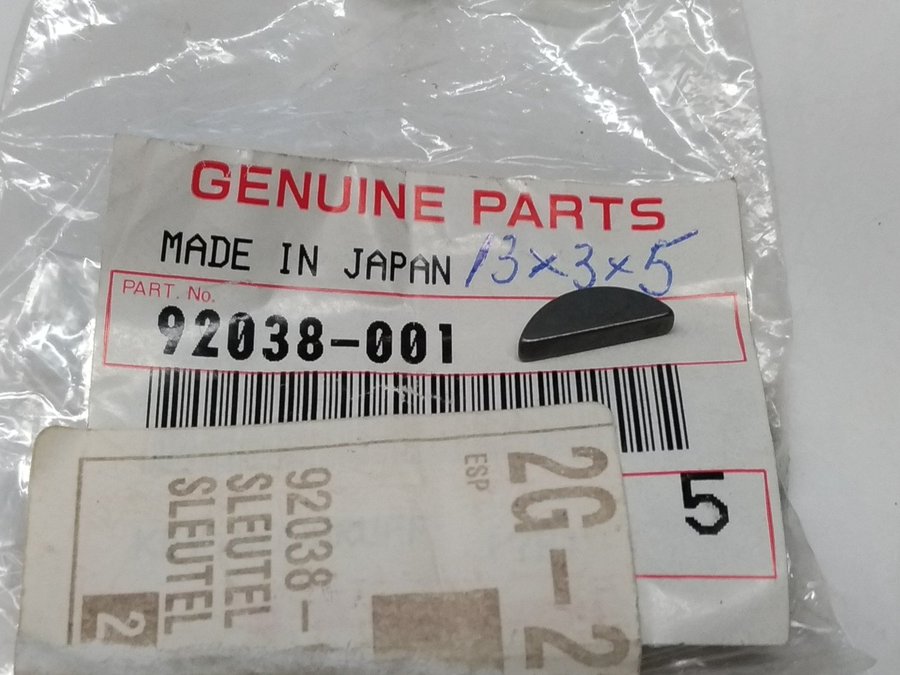 GENUINE PARTS
MADE IN JAPAN 13×3×5
PART. No.
92038-001
5
2G-2
ESP
92038-
SLEUTEL
SLEUTEL
2